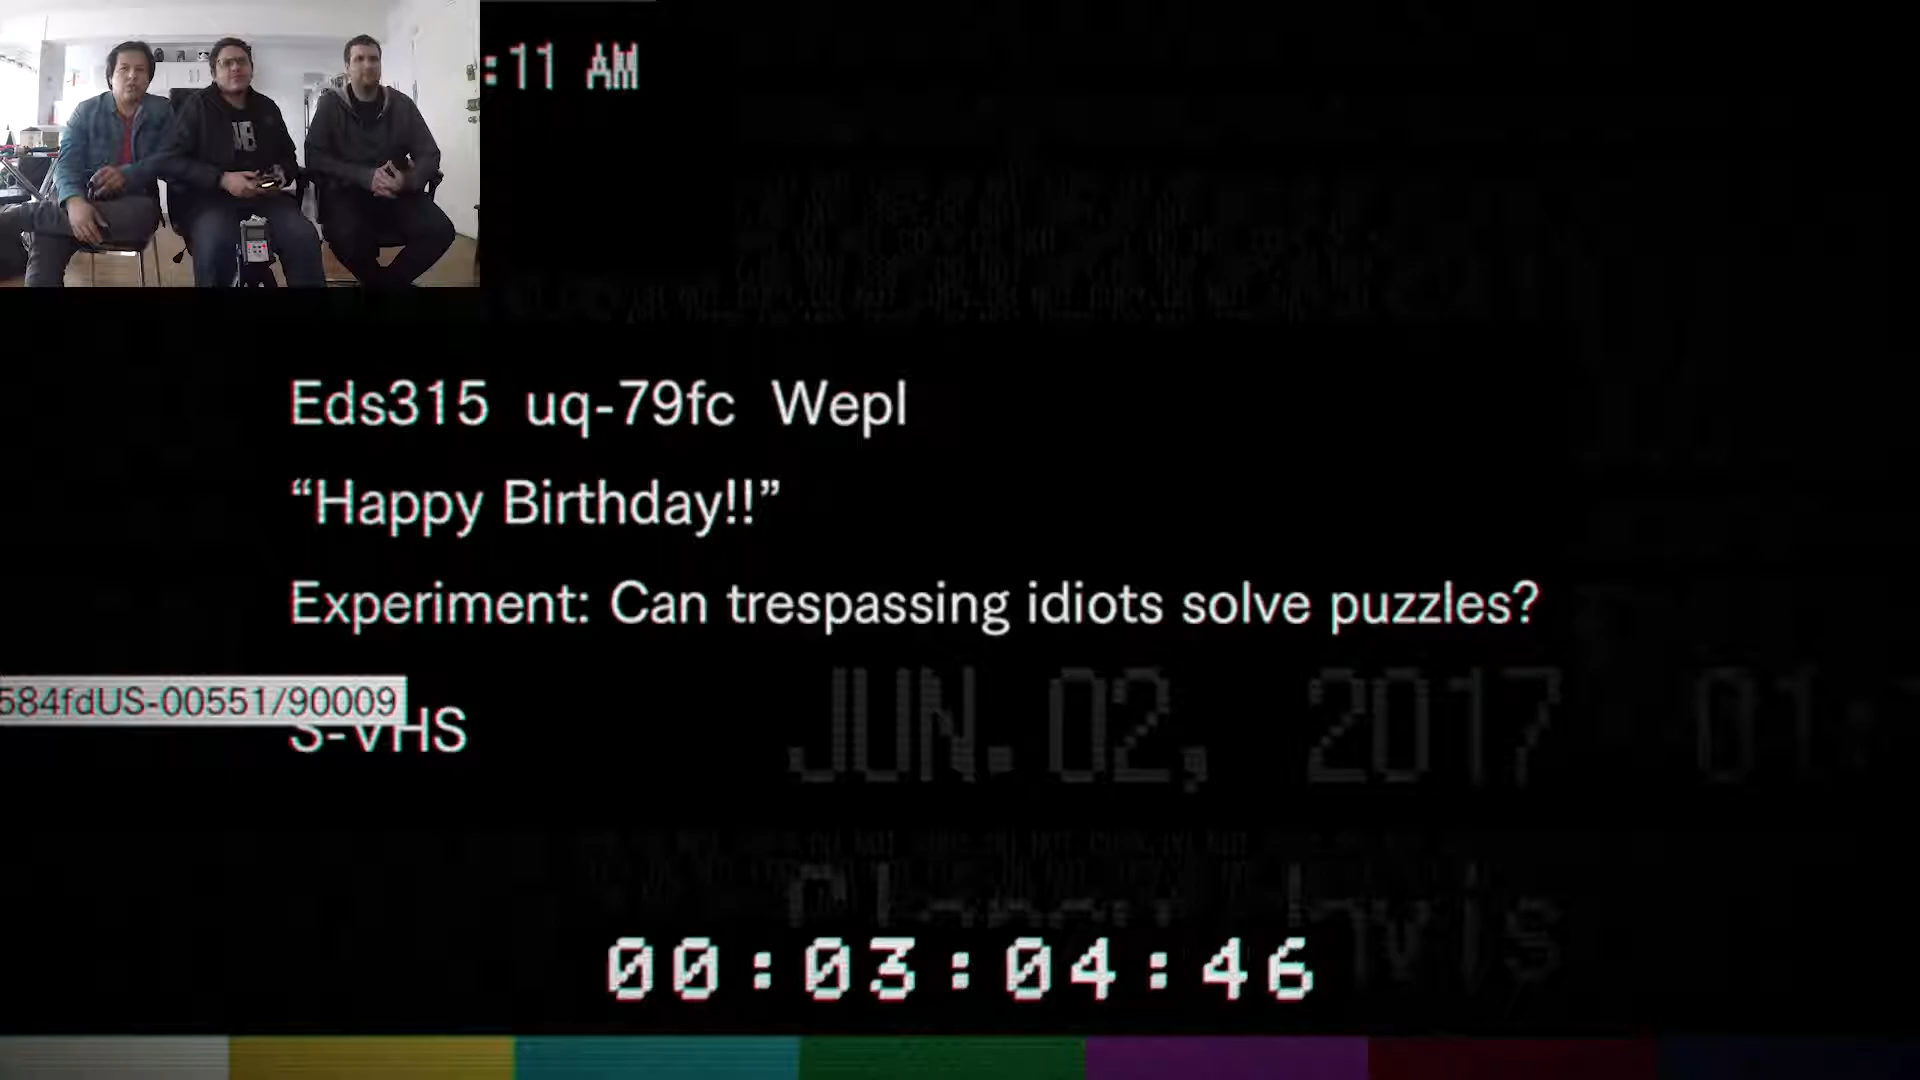 :11 AM
Eds315 uq-79fc Wepl
“Happy Birthday!!”
Experiment: Can trespassing idiots solve puzzles?
584fdUS-00551/90009
S-VHS
JUN. 02, 2017 01:
00:03:04:46